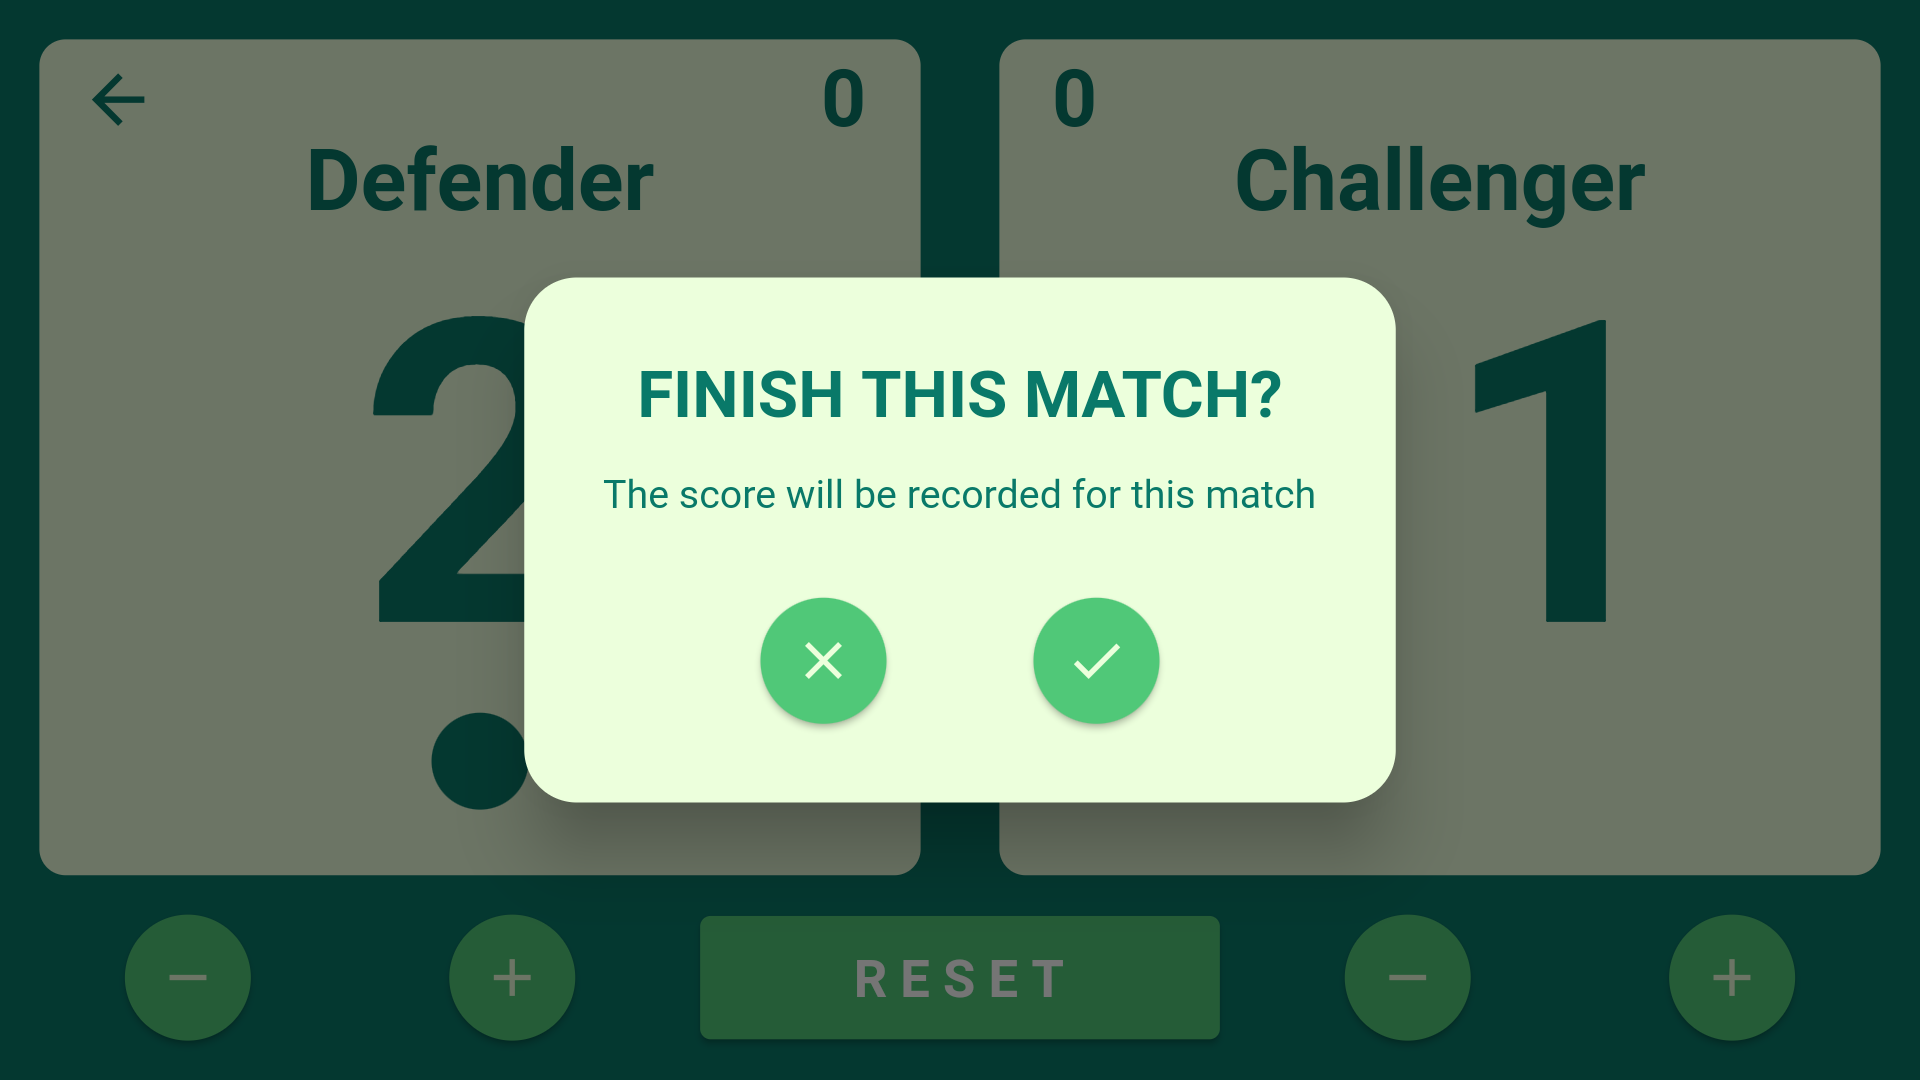 0
0
Defender
Challenger
2
1
FINISH THIS MATCH?
The score will be recorded for this match
RESET